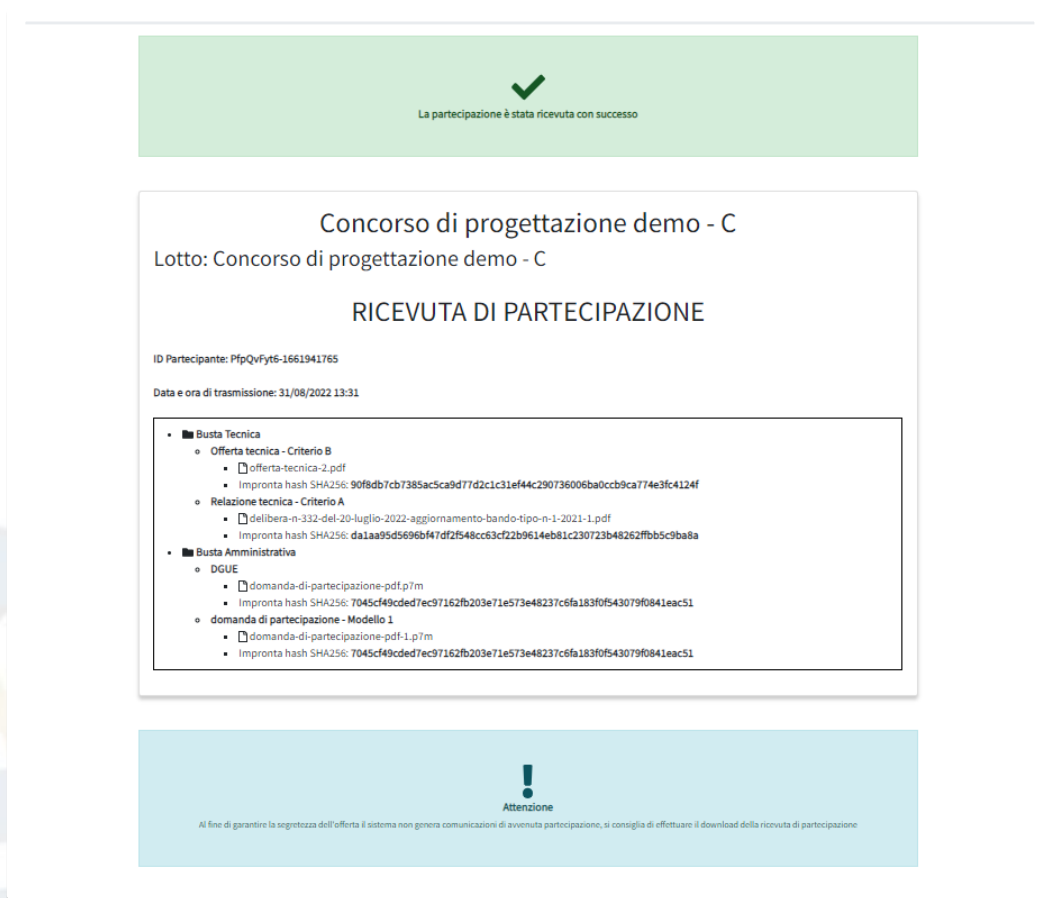 La partecipazione è stata ricevuta con successo
Concorso di progettazione demo - C
Lotto: Concorso di progettazione demo - C
RICEVUTA DI PARTECIPAZIONE
ID Partecipante: PfpQvFyt6-1661941765
Data e ora di trasmissione: 31/08/2022 13:31
Busta Tecnica
Offerta tecnica - Criterio B
offerta-tecnica-2.pdf
Impronta hash SHA256: 90f8db7cb7385ac5ca9d77d2c1c31ef44c290736006ba0ccb9ca774e3fc4124f
Relazione tecnica - Criterio A
delibera-n-332-del-20-luglio-2022-aggiornamento-bando-tipo-n-1-2021-1.pdf
Impronta hash SHA256: da1aa95d5696bf47df2f548cc63cf22b9614eb81c230723b48262ffbb5c9ba8a
Busta Amministrativa
DGUE
domanda-di-partecipazione-pdf.p7m
Impronta hash SHA256: 7045cf49cded7ec97162fb203e71e573e48237c6fa183f0f543079f0841eac51
domanda di partecipazione - Modello 1
domanda-di-partecipazione-pdf-1.p7m
Impronta hash SHA256: 7045cf49cded7ec97162fb203e71e573e48237c6fa183f0f543079f0841eac51
Attenzione
Al fine di garantire la segretezza dell'offerta il sistema non genera comunicazioni di avvenuta partecipazione, si consiglia di effettuare il download della ricevuta di partecipazione